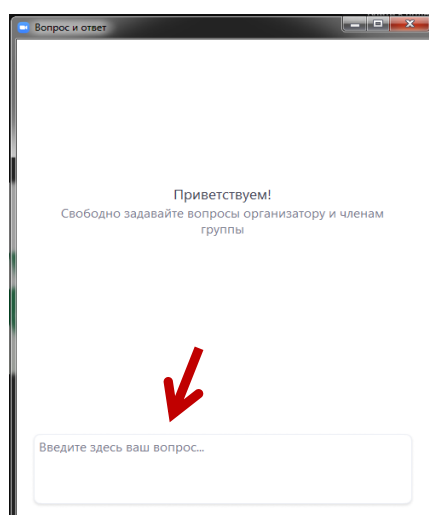 Вопрос и ответ
Приветствуем!
Свободно задавайте вопросы организатору и членам
группы
Введите здесь ваш вопрос...